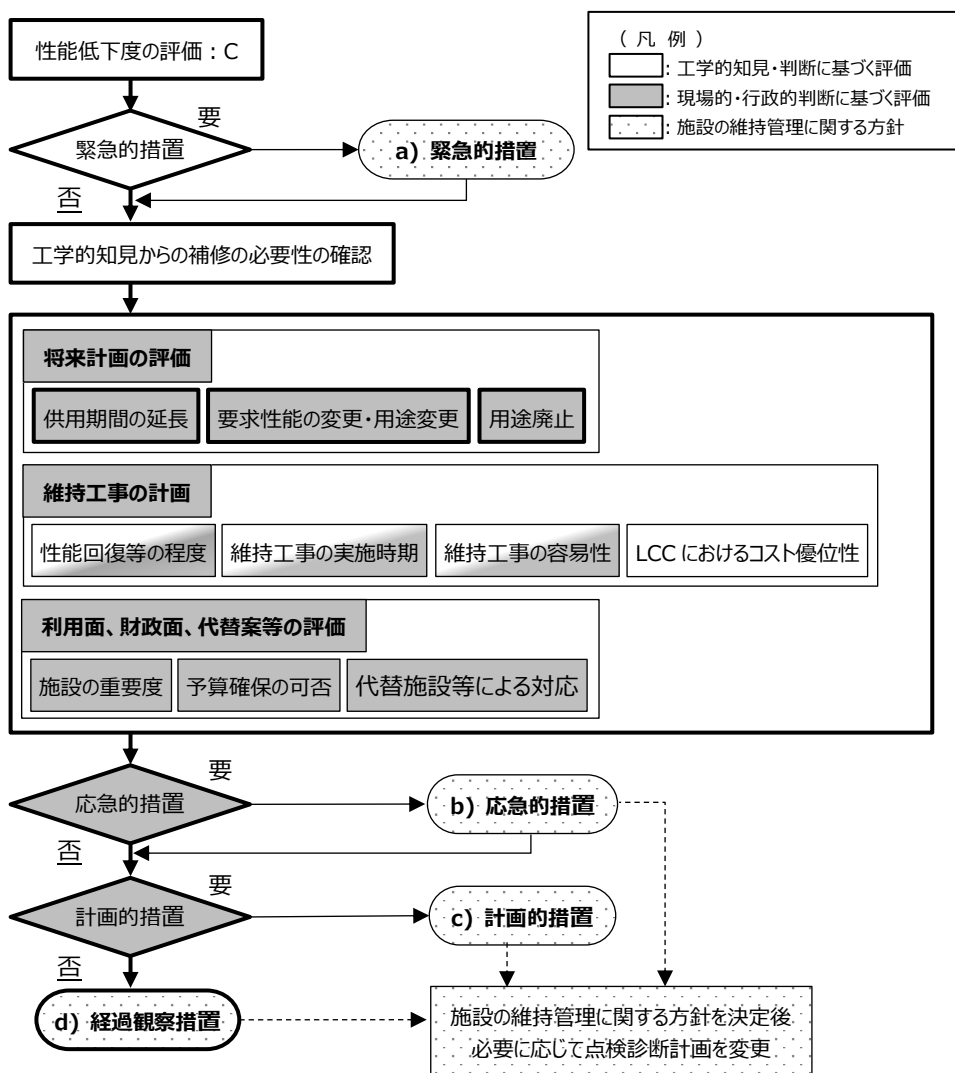 性能低下度の評価：C
（ 凡 例 ）
：工学的知見・判断に基づく評価
：現場的・行政的判断に基づく評価
：施設の維持管理に関する方針
要
緊急的措置
a) 緊急的措置
否
工学的知見からの補修の必要性の確認
将来計画の評価
供用期間の延長
要求性能の変更・用途変更
用途廃止
維持工事の計画
性能回復等の程度
維持工事の実施時期
維持工事の容易性
LCC におけるコスト優位性
利用面、財政面、代替案等の評価
施設の重要度
予算確保の可否
代替施設等による対応
要
応急的措置
b) 応急的措置
否
要
計画的措置
c) 計画的措置
否
d) 経過観察措置
施設の維持管理に関する方針を決定後
必要に応じて点検診断計画を変更